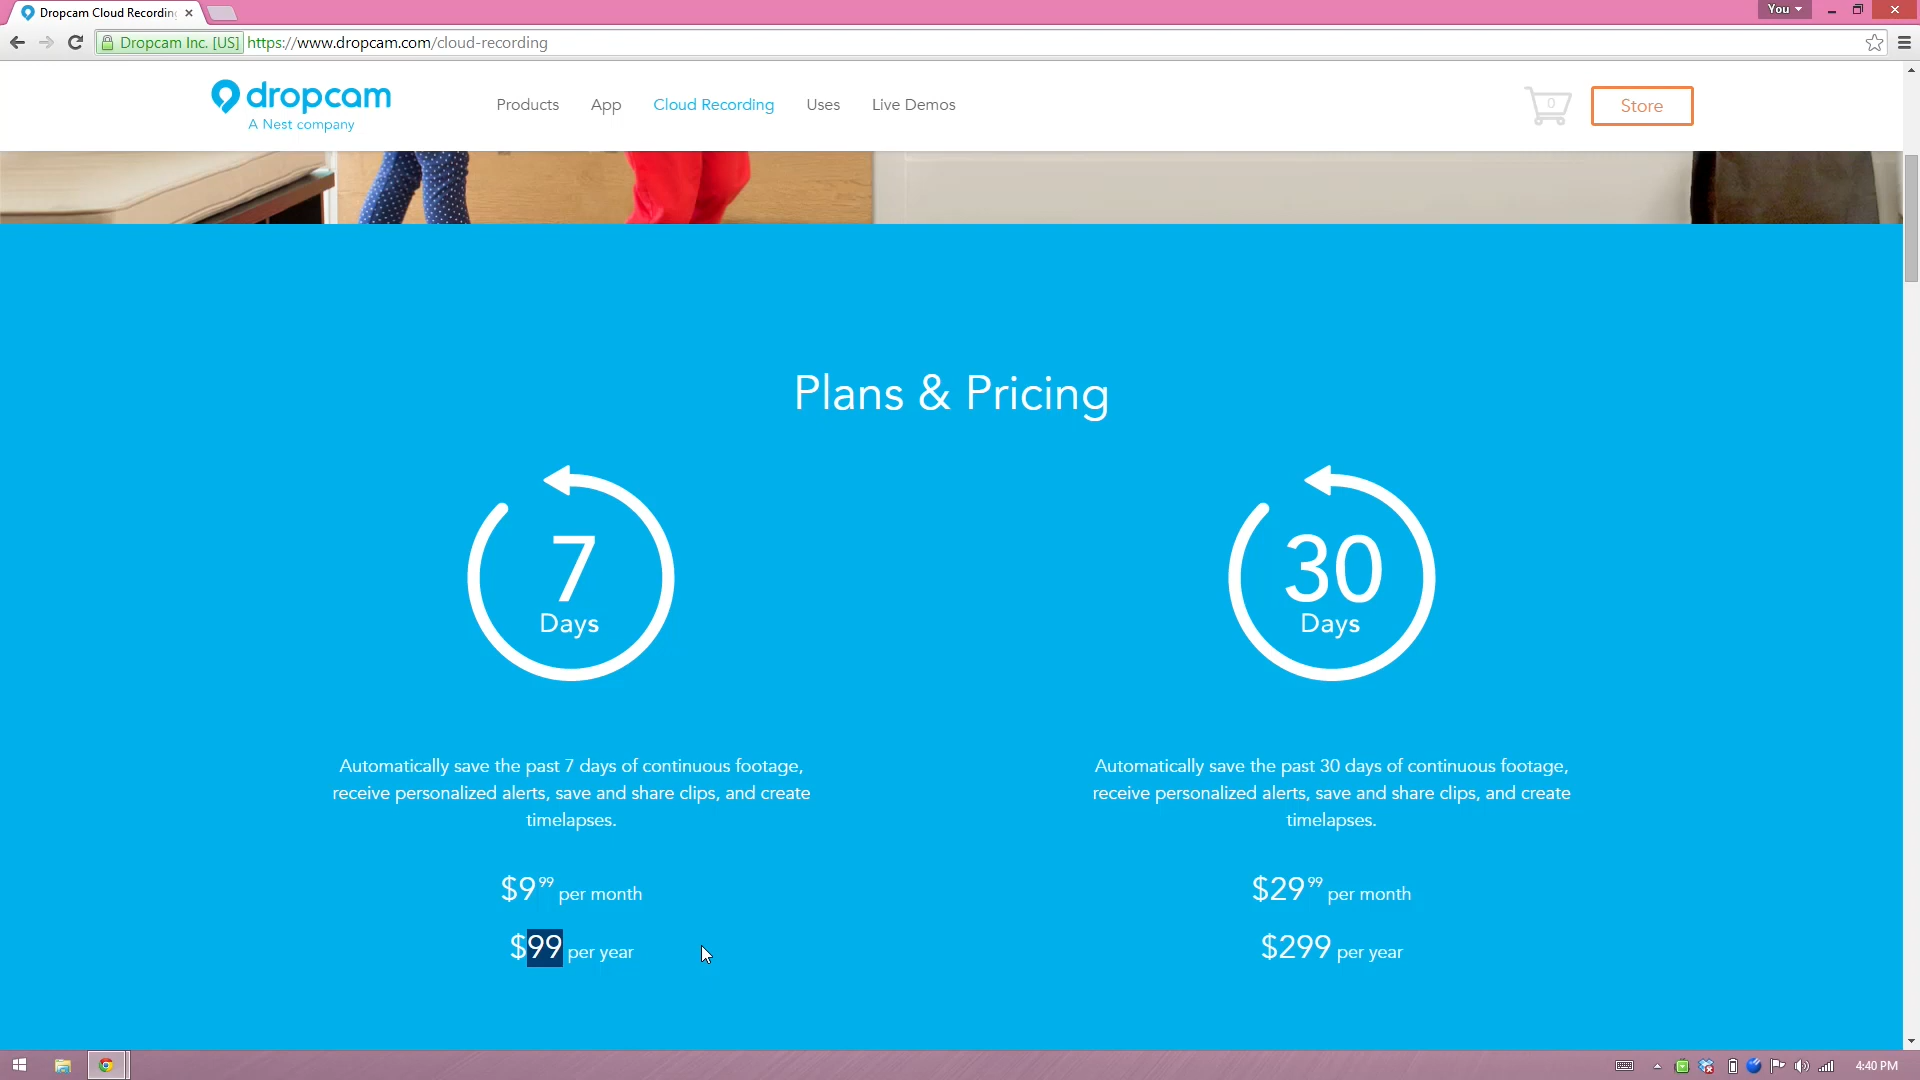 Dropcam Cloud Recordin
You
Dropcam Inc. [US] https://www.dropcam.com/cloud-recording
dropcam
A Nest company
Products App Cloud Recording Uses Live Demos
0
Store
Plans & Pricing
7
Days
30
Days
Automatically save the past 7 days of continuous footage,
receive personalized alerts, save and share clips, and create
timelapses.
Automatically save the past 30 days of continuous footage,
receive personalized alerts, save and share clips, and create
timelapses.
$9 99 per month
$99 per year
$29 99 per month
$299 per year
4:40 PM